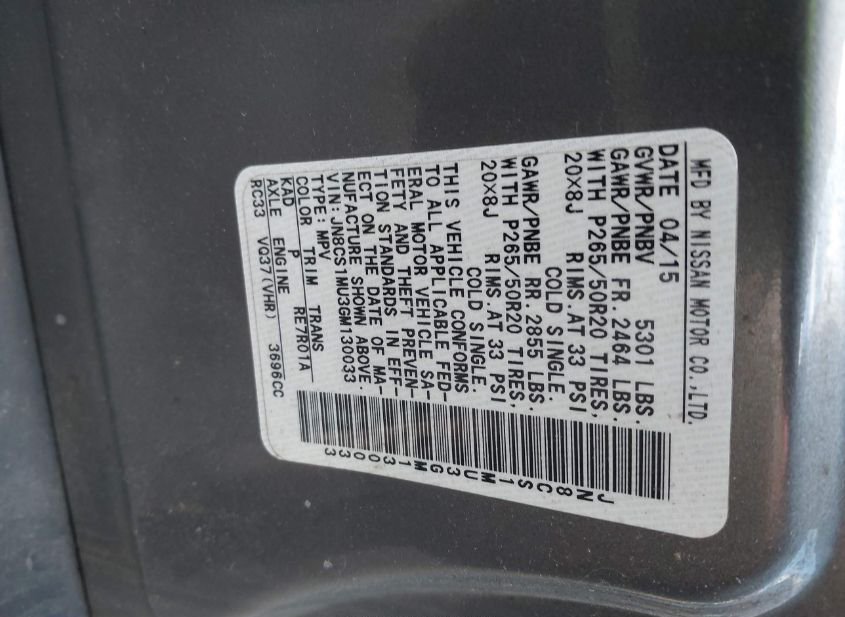 MFD BY NISSAN MOTOR CO.,LTD.
DATE 04/15
GVWR/PNBV 5301 LBS.
GAWR/PNBE FR. 2464 LBS.
WITH P265/50R20 TIRES,
20X8J RIMS.AT 33 PSI
COLD SINGLE.
GAWR/PNBE RR. 2855 LBS.
WITH P265/50R20 TIRES,
20X8J RIMS.AT 33 PSI
COLD SINGLE.
THIS VEHICLE CONFORMS
TO ALL APPLICABLE FED-
ERAL MOTOR VEHICLE SA-
FETY AND THEFT PREVEN-
TION STANDARDS IN EFF-
ECT ON THE DATE OF MA-
NUFACTURE SHOWN ABOVE.
VIN:JN8CS1MU3GM130033
TYPE:MPV
COLOR TRIM TRANS
KAD P RE7R01A
AXLE ENGINE
RC33 VQ37(VHR) 3696CC
JN8CS1MU3GM130033